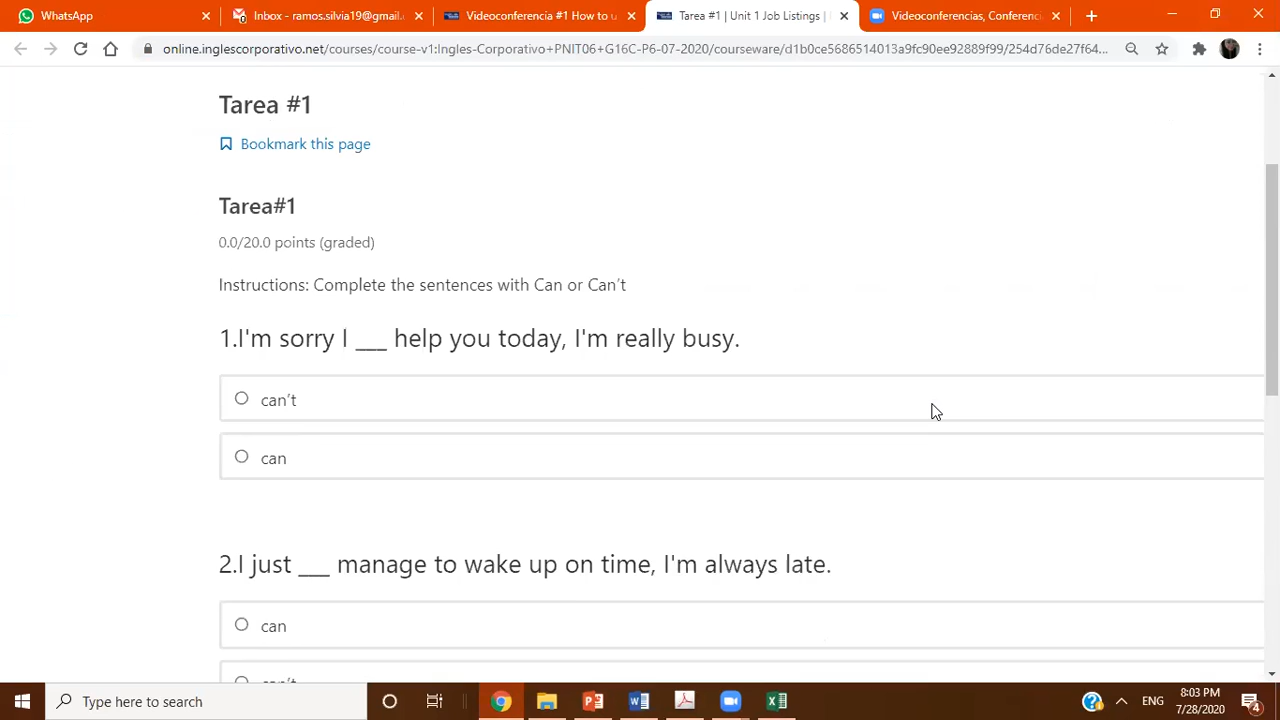 WhatsApp
Inbox - ramos.silvia19@gmail.
Videoconferencia #1 How to u
Tarea #1 | Unit 1 Job Listings |
Videoconferencias, Conferenc
online.inglescorporativo.net/courses/course-v1:Ingles-Corporativo+PNIT06+G16C-P6-07-2020/courseware/d1b0ce5686514013a9fc90ee92889f99/254d76de27f64...
Tarea #1
Bookmark this page
Tarea#1
0.0/20.0 points (graded)
Instructions: Complete the sentences with Can or Can’t
1.I'm sorry I ___ help you today, I'm really busy.
can’t
can
2.I just ___ manage to wake up on time, I'm always late.
can
can't
Type here to search
ENG
8:03 PM
7/28/2020
4